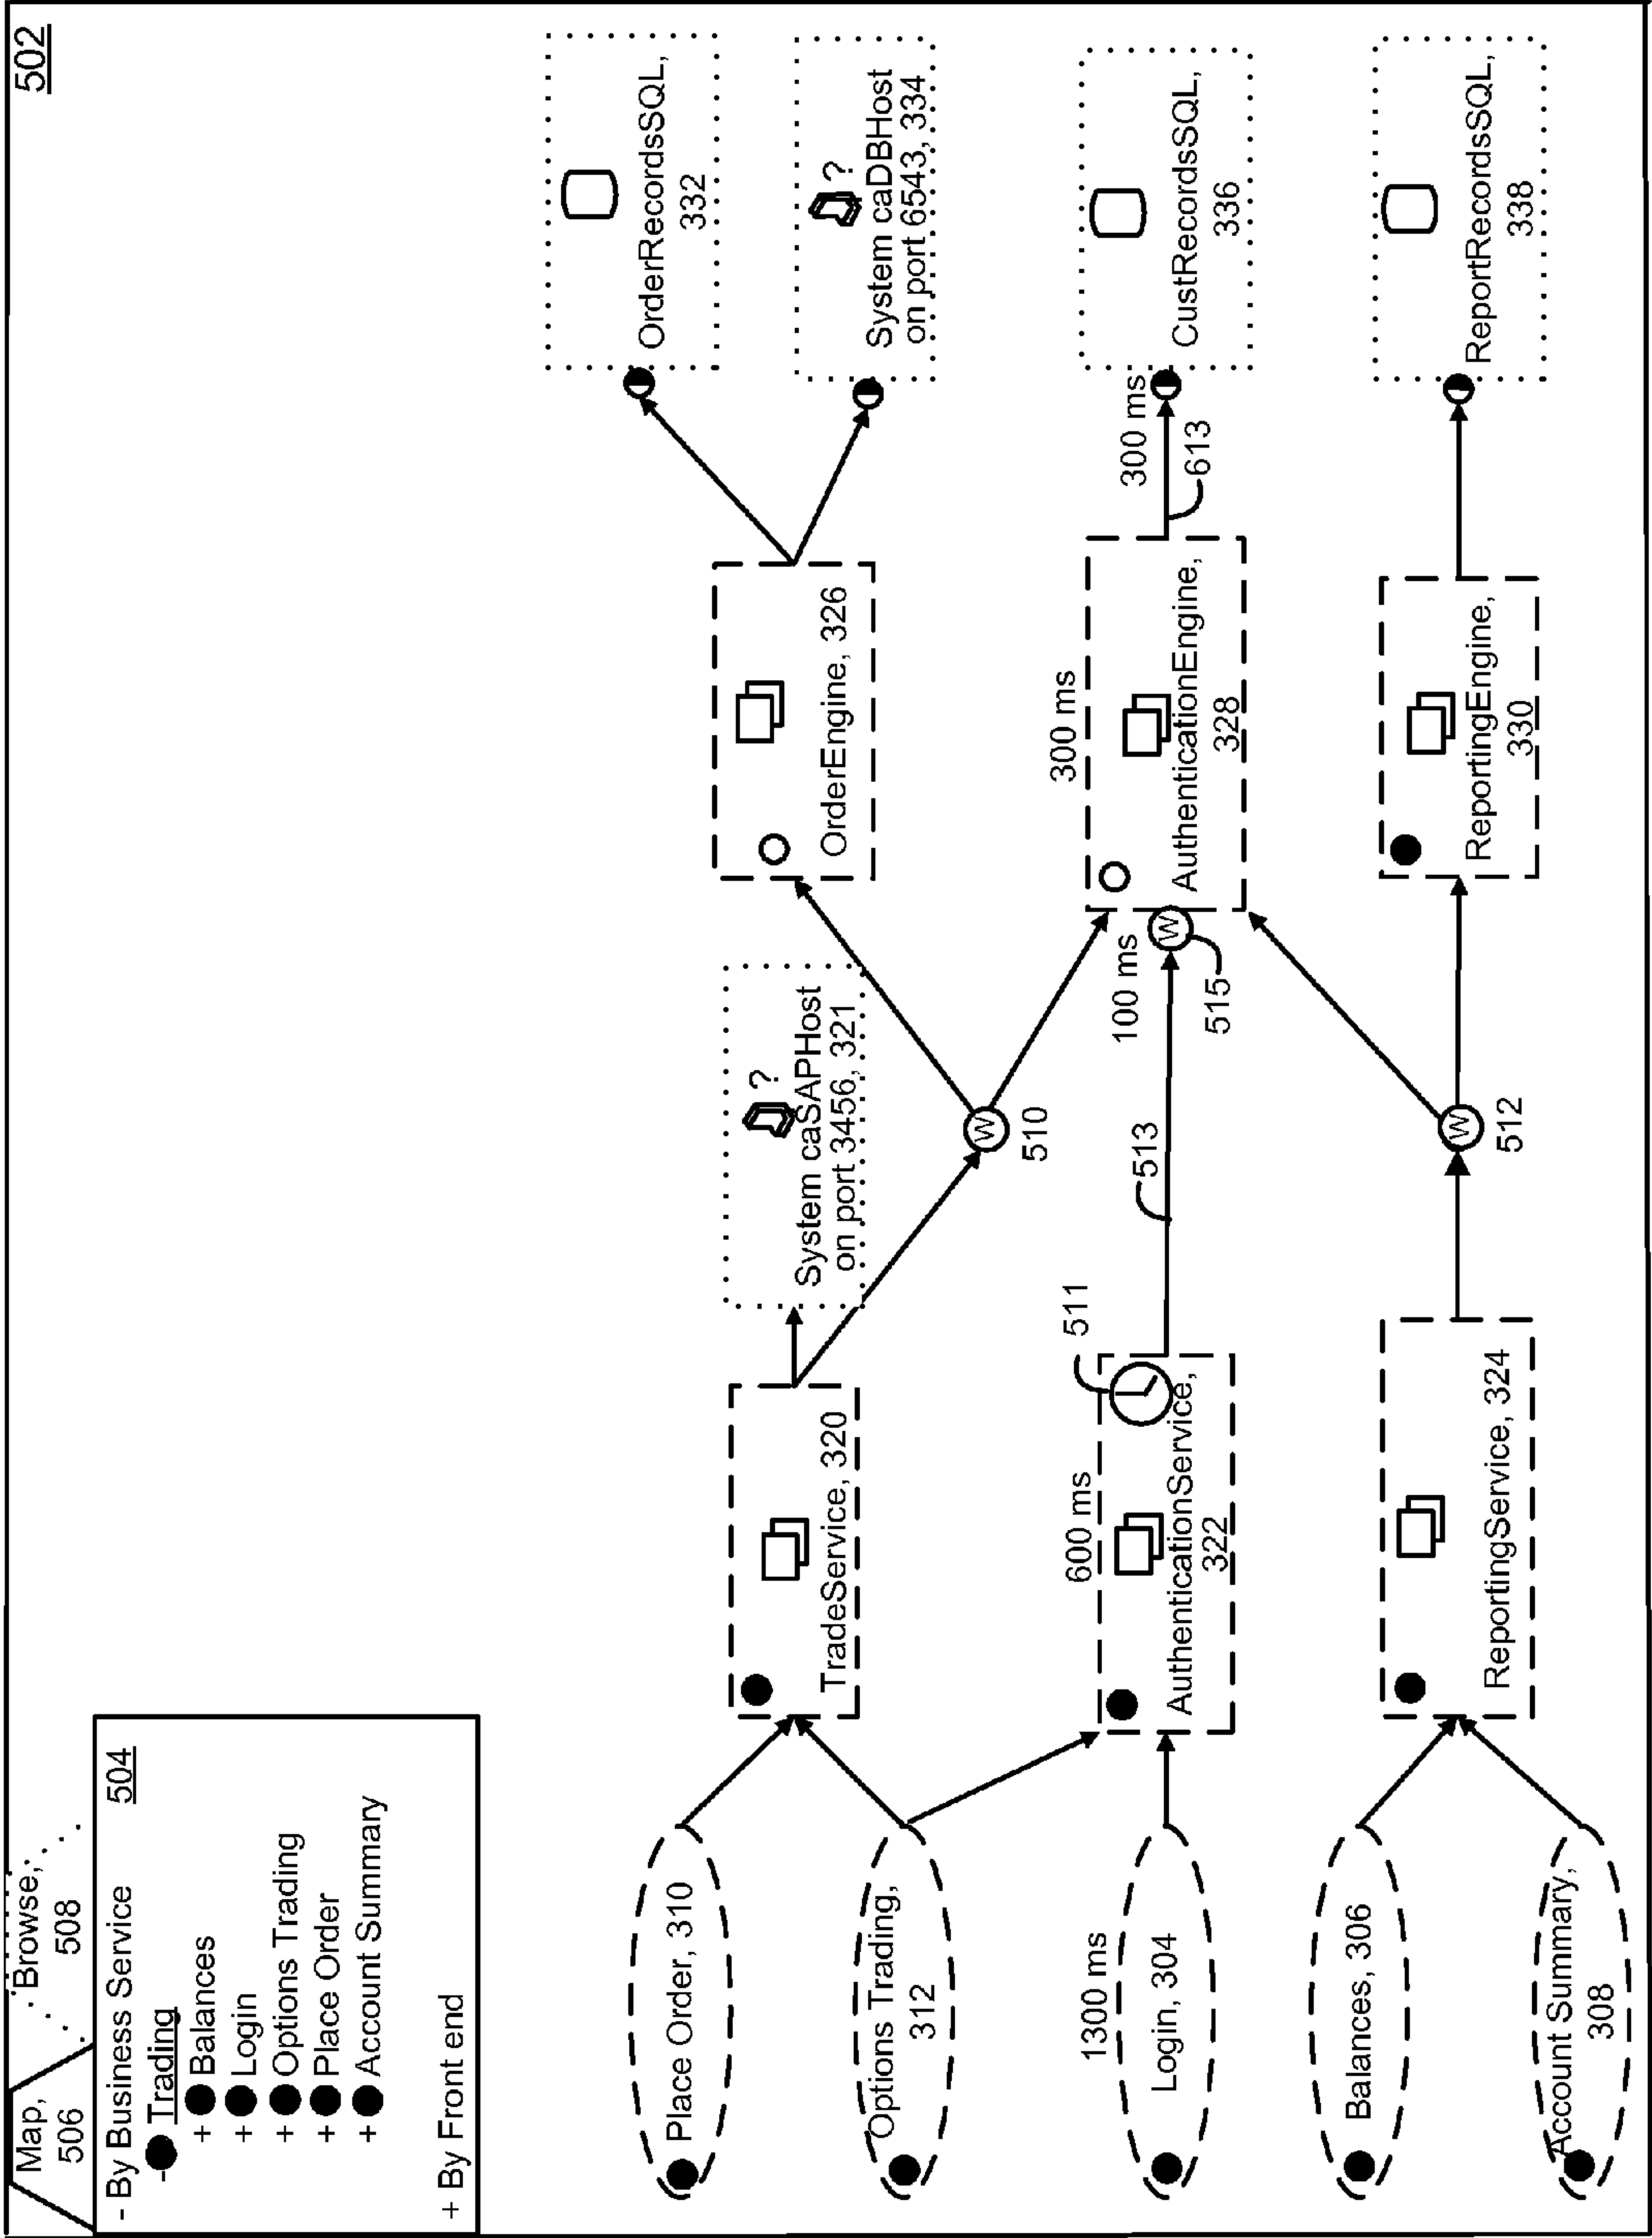 502
Map,
506
Browse,
508
- By Business Service 504
- Trading
+ Balances
+ Login
+ Options Trading
+ Place Order
+ Account Summary
+ By Front end
Place Order, 310
Options Trading,
312
1300 ms
Login, 304
Balances, 306
Account Summary,
308
TradeService, 320
600 ms
511
AuthenticationService,
322
ReportingService, 324
?
System caSAPHost
on port 3456, 321
W
510
513
100 ms
W
515
W
512
OrderEngine, 326
300 ms
AuthenticationEngine,
328
ReportingEngine,
330
300 ms
613
OrderRecordsSQL,
332
?
System caDBHost
on port 6543, 334
CustRecordsSQL,
336
ReportRecordsSQL,
338